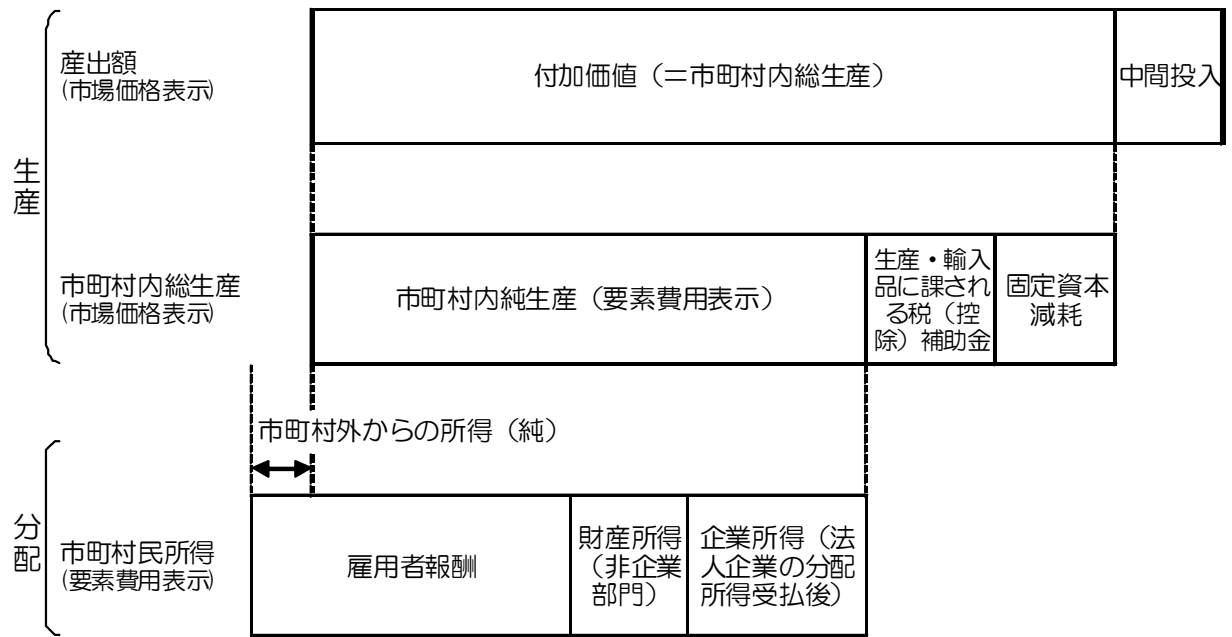 生産
産出額
(市場価格表示)
付加価値（＝市町村内総生産）
中間投入
市町村内総生産
(市場価格表示)
市町村内純生産（要素費用表示）
生産・輸入
品に課され
る税（控
除）補助金
固定資本
減耗
市町村外からの所得（純）
分配
市町村民所得
(要素費用表示)
雇用者報酬
財産所得
（非企業
部門）
企業所得（法
人企業の分配
所得受払後）